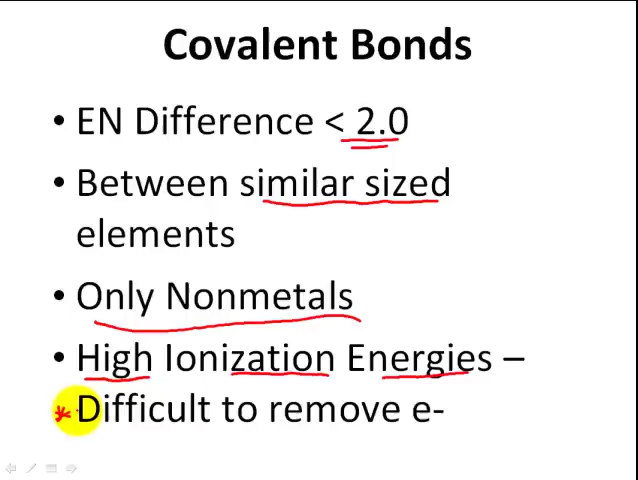 Covalent Bonds
• EN Difference < 2.0
• Between similar sized
elements
• Only Nonmetals
• High Ionization Energies –
Difficult to remove e-